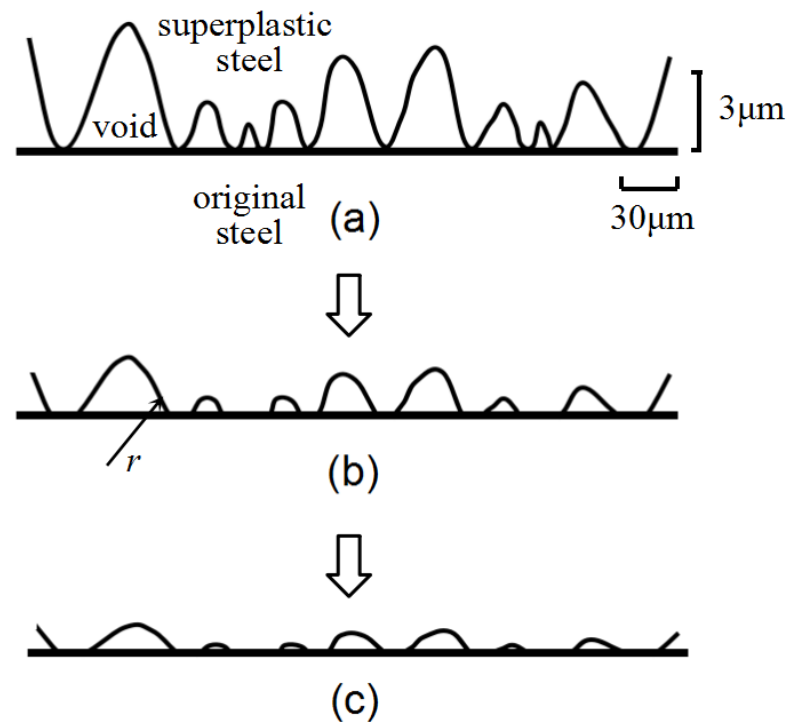 superplastic
steel
void
3μm
original
steel
(a)
30μm
r
(b)
(c)